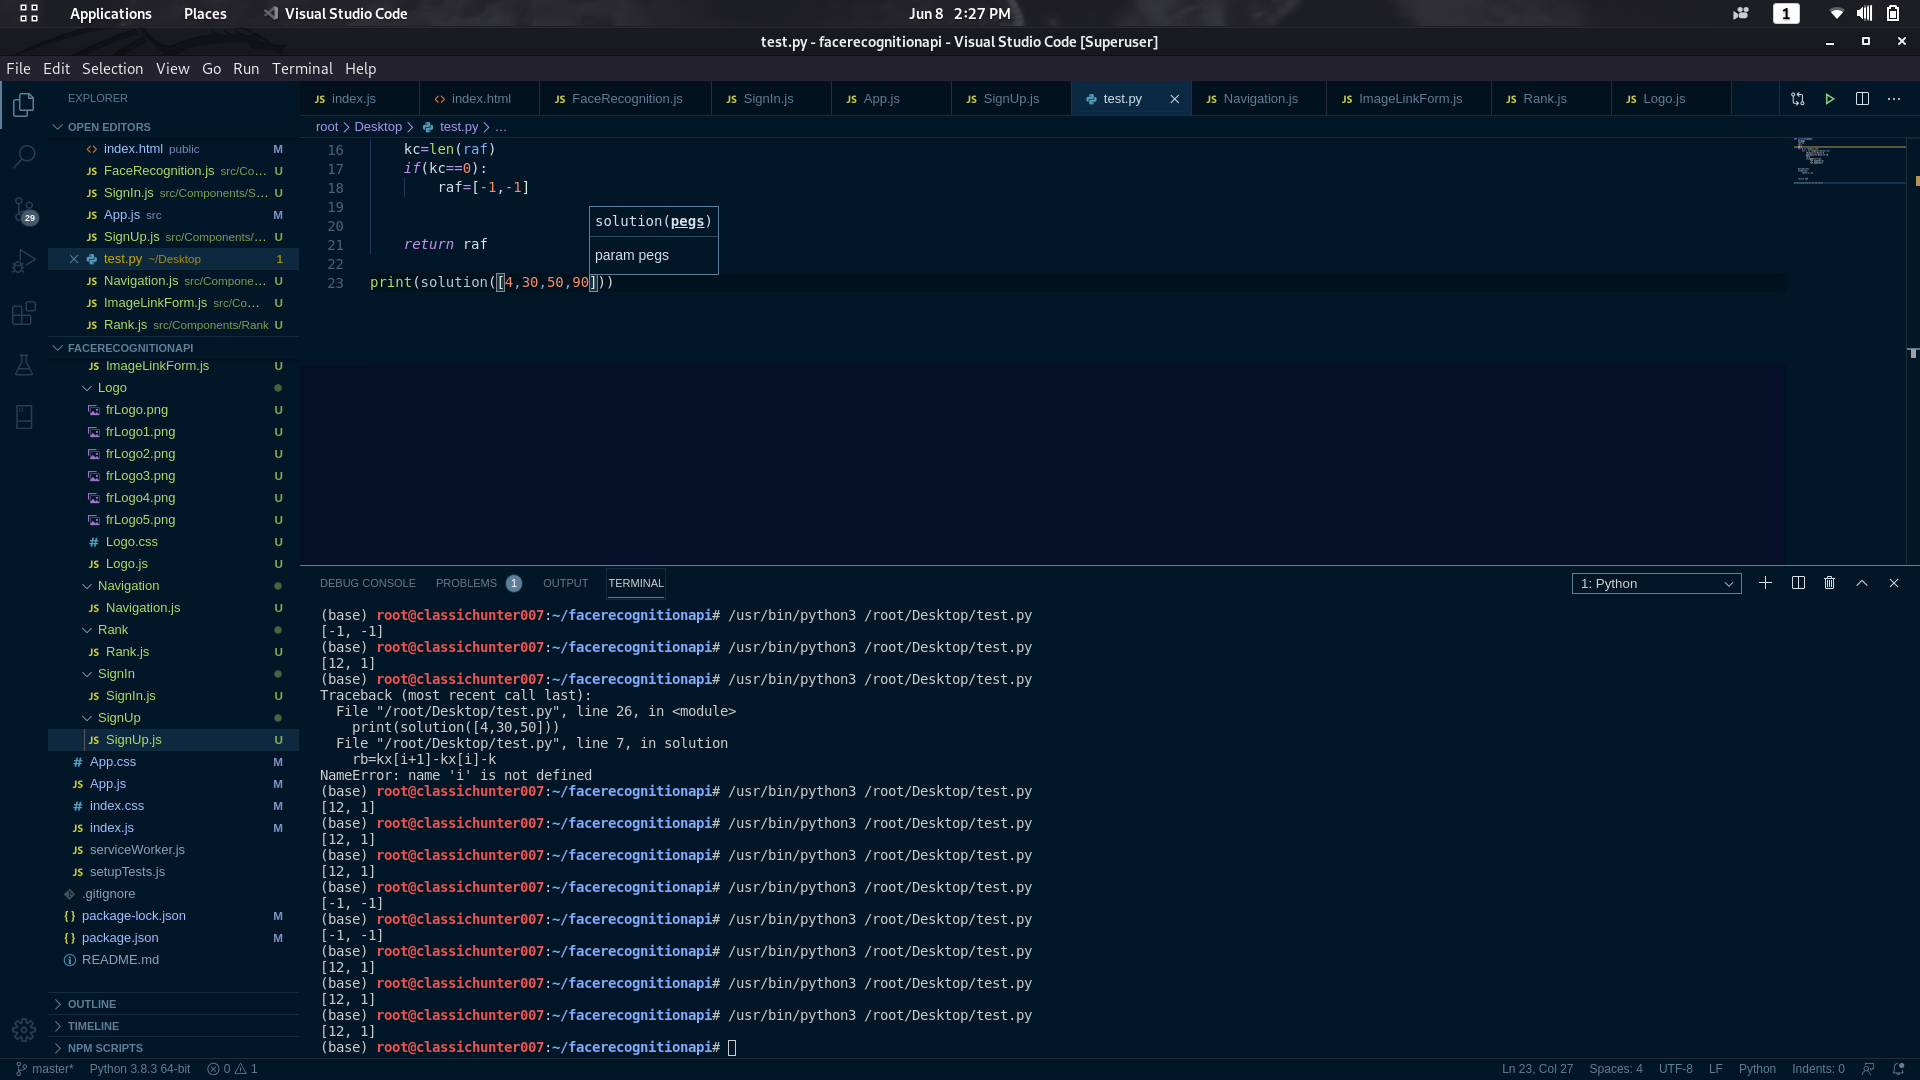 Applications Places Visual Studio Code Jun 8 2:27 PM 1
test.py - facerecognitionapi - Visual Studio Code [Superuser]
File Edit Selection View Go Run Terminal Help
EXPLORER
OPEN EDITORS
index.html public M
FaceRecognition.js src/Co... U
SignIn.js src/Components/S... U
App.js src M
SignUp.js src/Components/... U
test.py ~/Desktop 1
Navigation.js src/Compone... U
ImageLinkForm.js src/Co... U
Rank.js src/Components/Rank U
FACERECOGNITIONAPI
ImageLinkForm.js U
Logo
frLogo.png U
frLogo1.png U
frLogo2.png U
frLogo3.png U
frLogo4.png U
frLogo5.png U
Logo.css U
Logo.js U
Navigation
Navigation.js U
Rank
Rank.js U
SignIn
SignIn.js U
SignUp
SignUp.js U
App.css M
App.js M
index.css M
index.js M
serviceWorker.js
setupTests.js
.gitignore
package-lock.json M
package.json M
README.md
OUTLINE
TIMELINE
NPM SCRIPTS
29
index.js index.html FaceRecognition.js SignIn.js App.js SignUp.js test.py Navigation.js ImageLinkForm.js Rank.js Logo.js
root > Desktop > test.py > ...
16 kc=len(raf)
17 if(kc==0):
18 raf=[-1,-1]
19
20
21 return raf
22
23 print(solution([4,30,50,90]))
solution(pegs)
param pegs
DEBUG CONSOLE PROBLEMS 1 OUTPUT TERMINAL 1: Python
(base) root@classichunter007:~/facerecognitionapi# /usr/bin/python3 /root/Desktop/test.py
[-1, -1]
(base) root@classichunter007:~/facerecognitionapi# /usr/bin/python3 /root/Desktop/test.py
[12, 1]
(base) root@classichunter007:~/facerecognitionapi# /usr/bin/python3 /root/Desktop/test.py
Traceback (most recent call last):
File "/root/Desktop/test.py", line 26, in <module>
print(solution([4,30,50]))
File "/root/Desktop/test.py", line 7, in solution
rb=kx[i+1]-kx[i]-k
NameError: name 'i' is not defined
(base) root@classichunter007:~/facerecognitionapi# /usr/bin/python3 /root/Desktop/test.py
[12, 1]
(base) root@classichunter007:~/facerecognitionapi# /usr/bin/python3 /root/Desktop/test.py
[12, 1]
(base) root@classichunter007:~/facerecognitionapi# /usr/bin/python3 /root/Desktop/test.py
[12, 1]
(base) root@classichunter007:~/facerecognitionapi# /usr/bin/python3 /root/Desktop/test.py
[-1, -1]
(base) root@classichunter007:~/facerecognitionapi# /usr/bin/python3 /root/Desktop/test.py
[-1, -1]
(base) root@classichunter007:~/facerecognitionapi# /usr/bin/python3 /root/Desktop/test.py
[12, 1]
(base) root@classichunter007:~/facerecognitionapi# /usr/bin/python3 /root/Desktop/test.py
[12, 1]
(base) root@classichunter007:~/facerecognitionapi# /usr/bin/python3 /root/Desktop/test.py
[12, 1]
(base) root@classichunter007:~/facerecognitionapi#
master* Python 3.8.3 64-bit 0 1 Ln 23, Col 27 Spaces: 4 UTF-8 LF Python Indents: 0